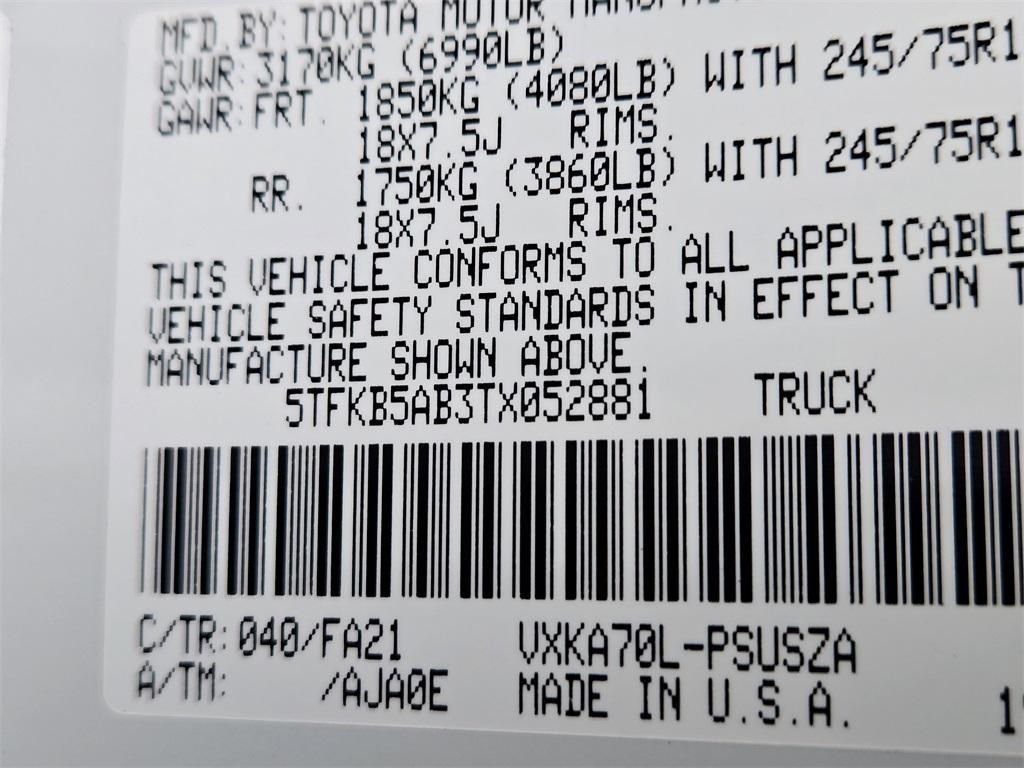 MFD. BY: TOYOTA MOTOR
GVWR: 3170KG (6990LB)
GAWR: FRT. 1850KG (4080LB) WITH 245/75R1
18X7.5J RIMS.
RR. 1750KG (3860LB) WITH 245/75R1
18X7.5J RIMS.
THIS VEHICLE CONFORMS TO ALL APPLICABLE
VEHICLE SAFETY STANDARDS IN EFFECT ON T
MANUFACTURE SHOWN ABOVE.
5TFKB5AB3TX052881 TRUCK
C/TR: 040/FA21 VXKA70L-PSUSZA
A/TM: /AJA0E MADE IN U.S.A.